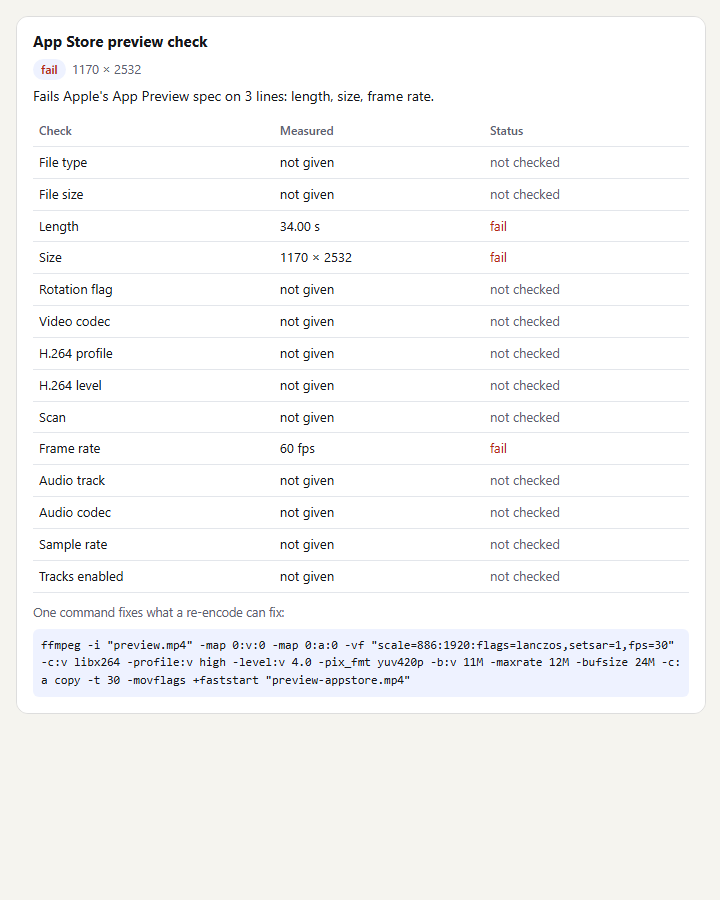 App Store preview check
fail 1170 × 2532
Fails Apple's App Preview spec on 3 lines: length, size, frame rate.
Check Measured Status
File type not given not checked
File size not given not checked
Length 34.00 s fail
Size 1170 × 2532 fail
Rotation flag not given not checked
Video codec not given not checked
H.264 profile not given not checked
H.264 level not given not checked
Scan not given not checked
Frame rate 60 fps fail
Audio track not given not checked
Audio codec not given not checked
Sample rate not given not checked
Tracks enabled not given not checked
One command fixes what a re-encode can fix:
ffmpeg -i "preview.mp4" -map 0:v:0 -map 0:a:0 -vf "scale=886:1920:flags=lanczos,setsar=1,fps=30"
-c:v libx264 -profile:v high -level:v 4.0 -pix_fmt yuv420p -b:v 11M -maxrate 12M -bufsize 24M -c:
a copy -t 30 -movflags +faststart "preview-appstore.mp4"